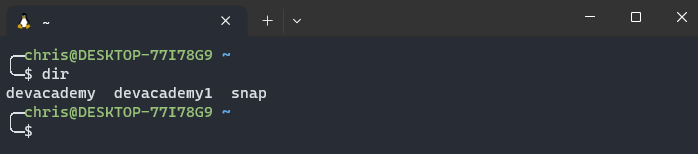 ~
╭─chris@DESKTOP-77I78G9 ~
╰─$ dir
devacademy  devacademy1  snap
╭─chris@DESKTOP-77I78G9 ~
╰─$